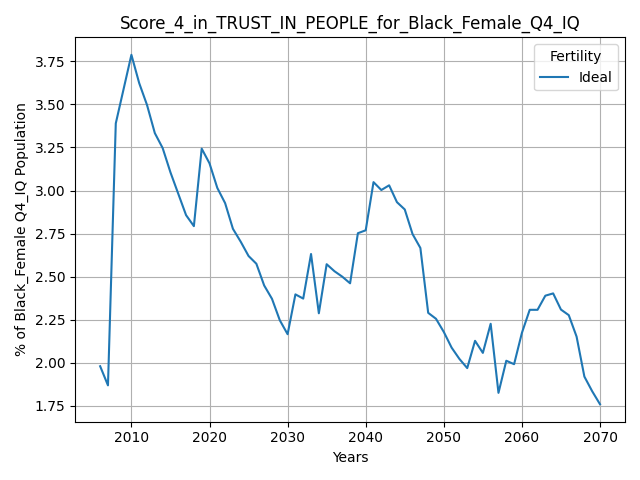 Score_4_in_TRUST_IN_PEOPLE_for_Black_Female_Q4_IQ
Fertility
Ideal
% of Black_Female Q4_IQ Population
3.75
3.50
3.25
3.00
2.75
2.50
2.25
2.00
1.75
2010 2020 2030 2040 2050 2060 2070
Years